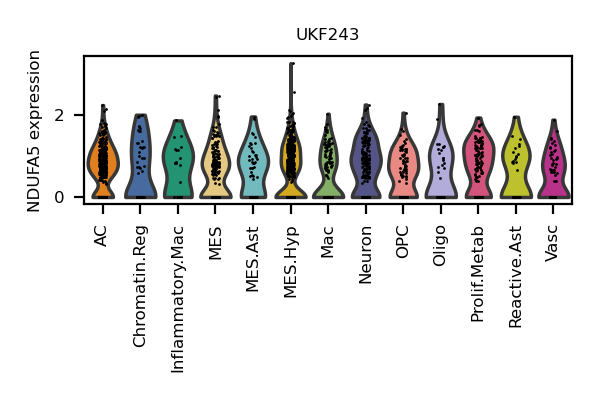 UKF243
NDUFA5 expression
2
0
AC
Chromatin.Reg
Inflammatory.Mac
MES
MES.Ast
MES.Hyp
Mac
Neuron
OPC
Oligo
Prolif.Metab
Reactive.Ast
Vasc